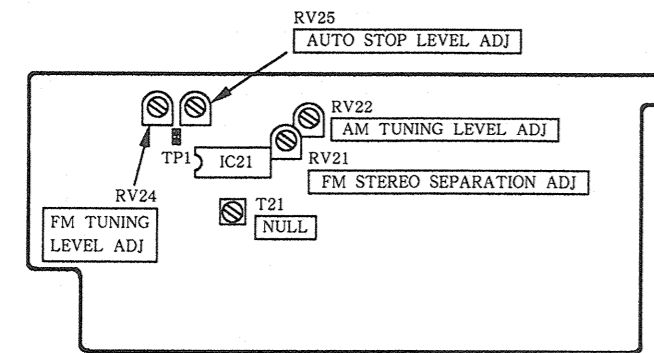 RV25
AUTO STOP LEVEL ADJ
RV22
AM TUNING LEVEL ADJ
TP1
IC21
RV21
FM STEREO SEPARATION ADJ
RV24
FM TUNING
LEVEL ADJ
T21
NULL